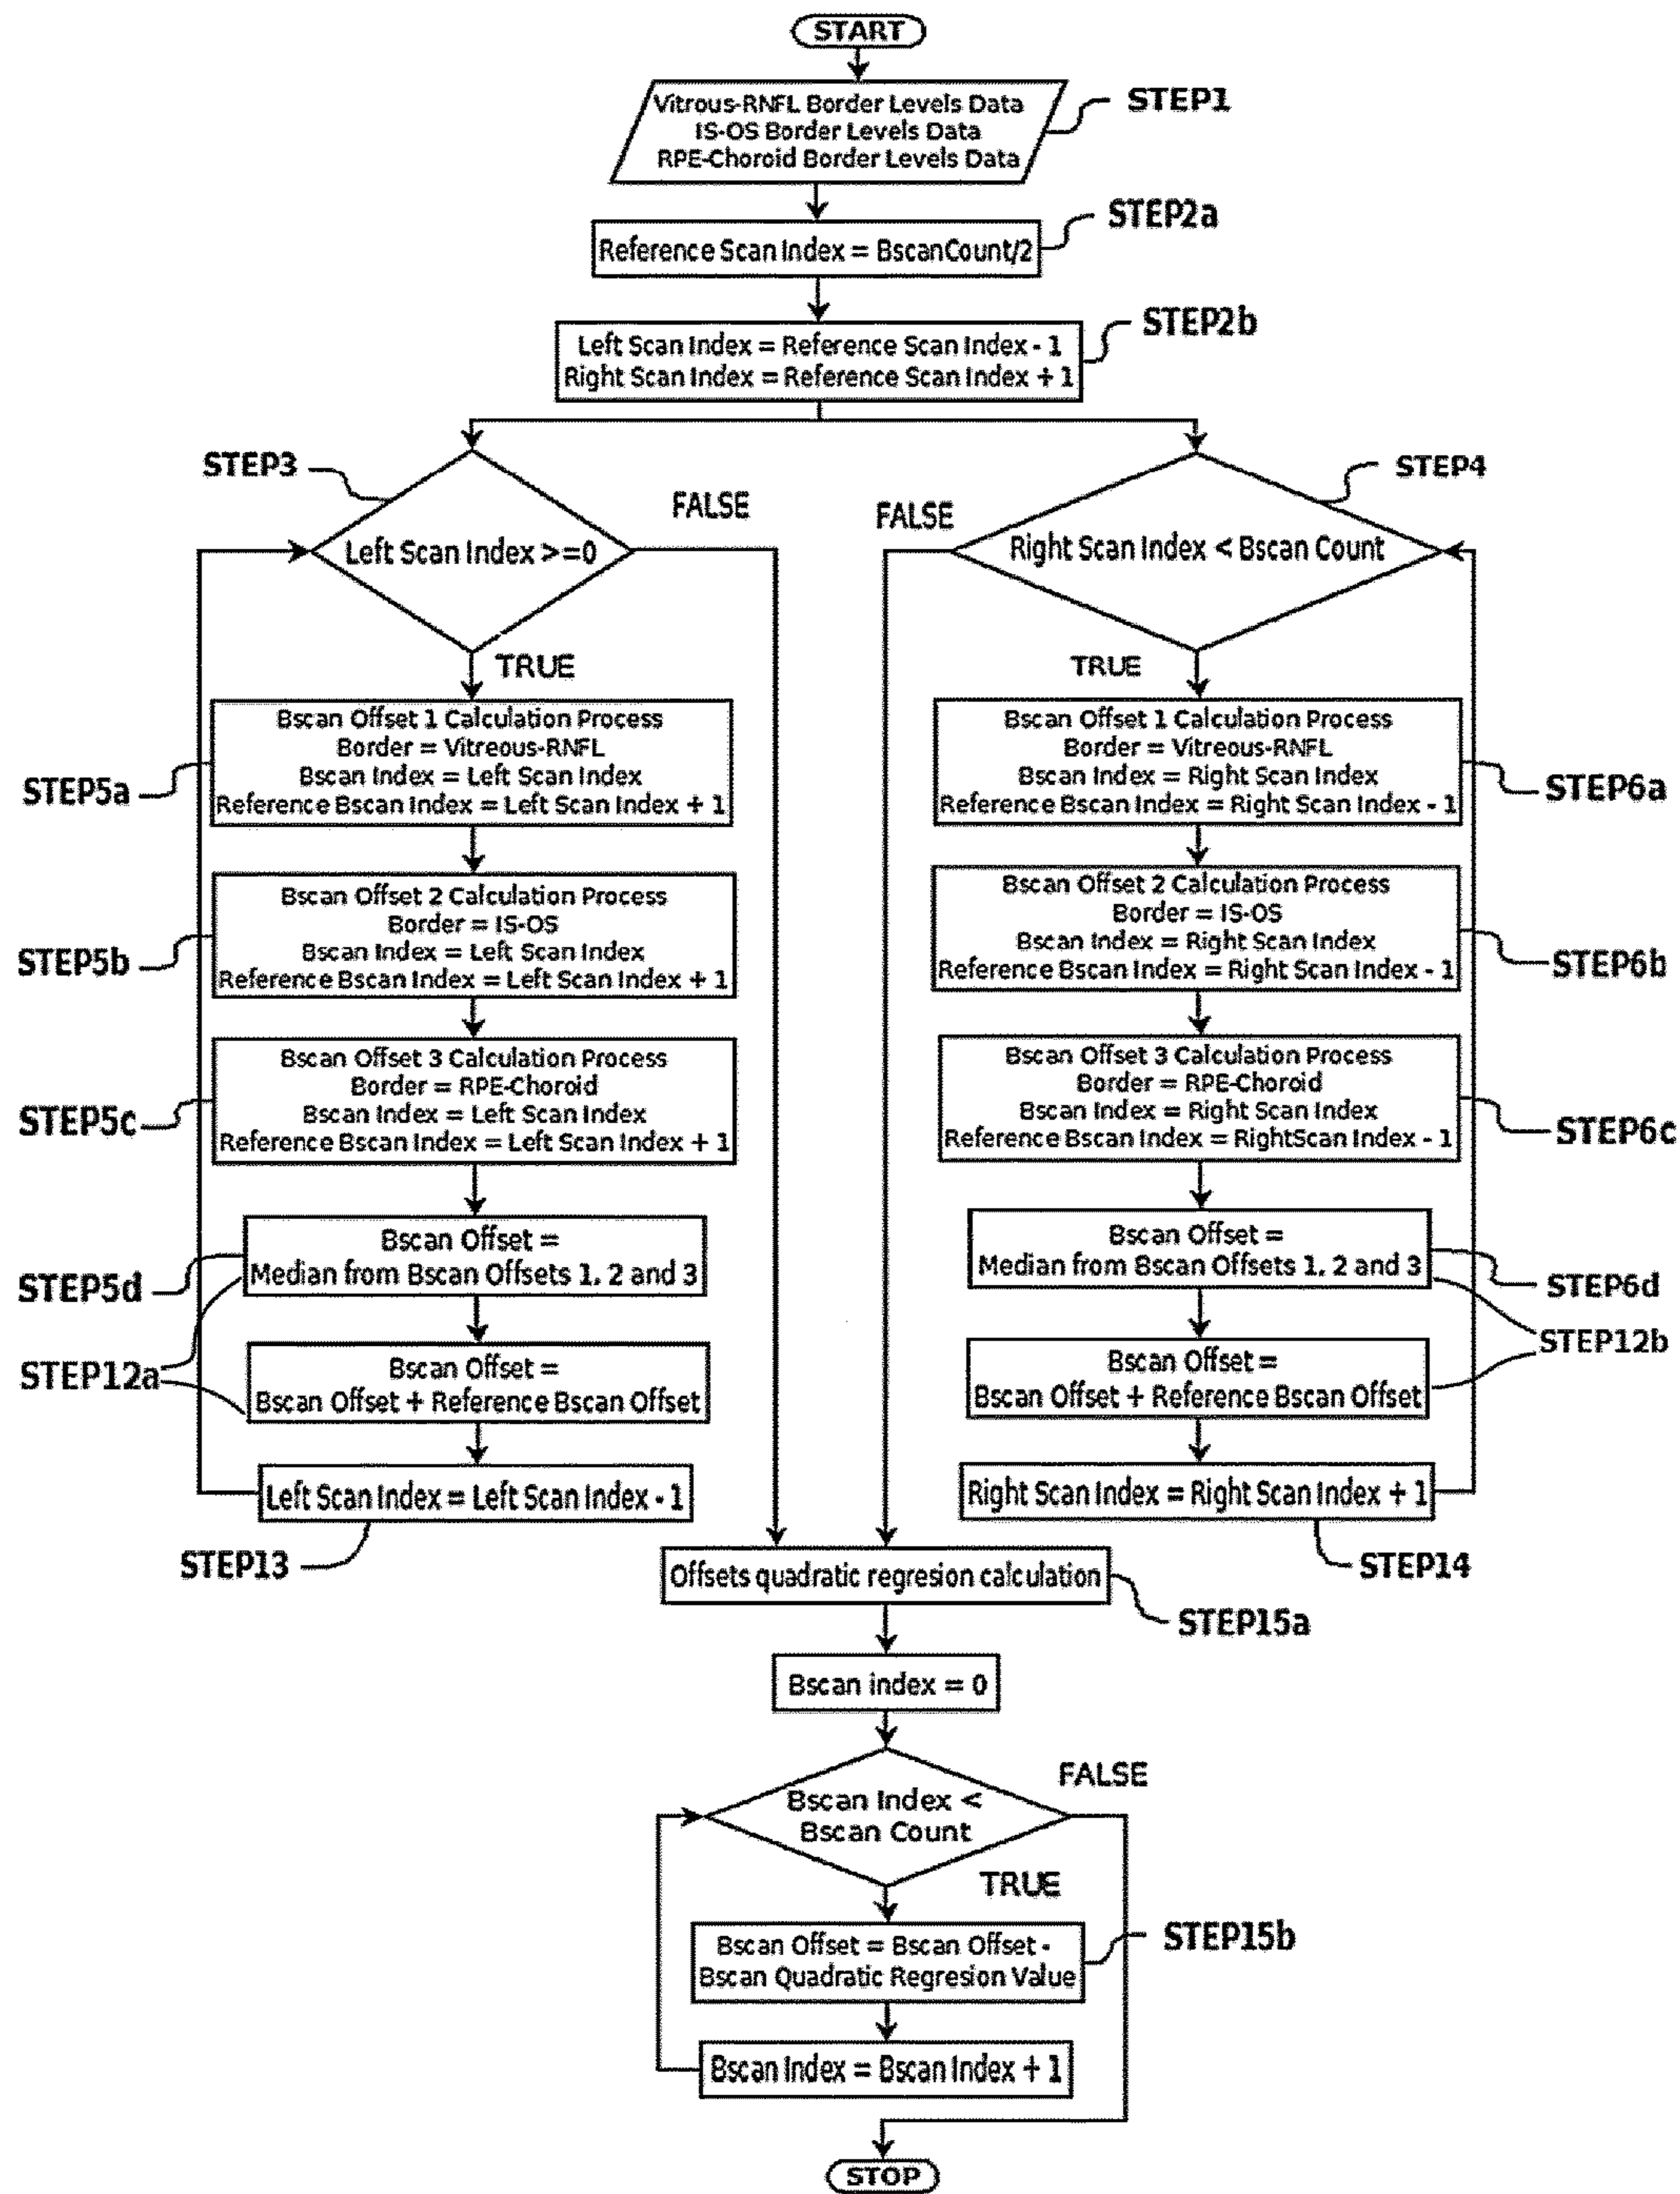 START
Vitrous-RNFL Border Levels Data
IS-OS Border Levels Data
RPE-Choroid Border Levels Data
STEP1
Reference Scan Index = BscanCount/2
STEP2a
Left Scan Index = Reference Scan Index - 1
Right Scan Index = Reference Scan Index + 1
STEP2b
STEP3
Left Scan Index >=0
FALSE
TRUE
STEP4
Right Scan Index < Bscan Count
FALSE
TRUE
Bscan Offset 1 Calculation Process
Border = Vitreous-RNFL
Bscan Index = Left Scan Index
Reference Bscan Index = Left Scan Index + 1
STEP5a
Bscan Offset 2 Calculation Process
Border = IS-OS
Bscan Index = Left Scan Index
Reference Bscan Index = Left Scan Index + 1
STEP5b
Bscan Offset 3 Calculation Process
Border = RPE-Choroid
Bscan Index = Left Scan Index
Reference Bscan Index = Left Scan Index + 1
STEP5c
Bscan Offset =
Median from Bscan Offsets 1, 2 and 3
STEP5d
STEP12a
Bscan Offset =
Bscan Offset + Reference Bscan Offset
Left Scan Index = Left Scan Index - 1
STEP13
Bscan Offset 1 Calculation Process
Border = Vitreous-RNFL
Bscan Index = Right Scan Index
Reference Bscan Index = Right Scan Index - 1
STEP6a
Bscan Offset 2 Calculation Process
Border = IS-OS
Bscan Index = Right Scan Index
Reference Bscan Index = Right Scan Index - 1
STEP6b
Bscan Offset 3 Calculation Process
Border = RPE-Choroid
Bscan Index = Right Scan Index
Reference Bscan Index = RightScan Index - 1
STEP6c
Bscan Offset =
Median from Bscan Offsets 1, 2 and 3
STEP6d
STEP12b
Bscan Offset =
Bscan Offset + Reference Bscan Offset
Right Scan Index = Right Scan Index + 1
STEP14
Offsets quadratic regresion calculation
STEP15a
Bscan index = 0
Bscan Index <
Bscan Count
FALSE
TRUE
Bscan Offset = Bscan Offset -
Bscan Quadratic Regresion Value
STEP15b
Bscan Index = Bscan Index + 1
STOP